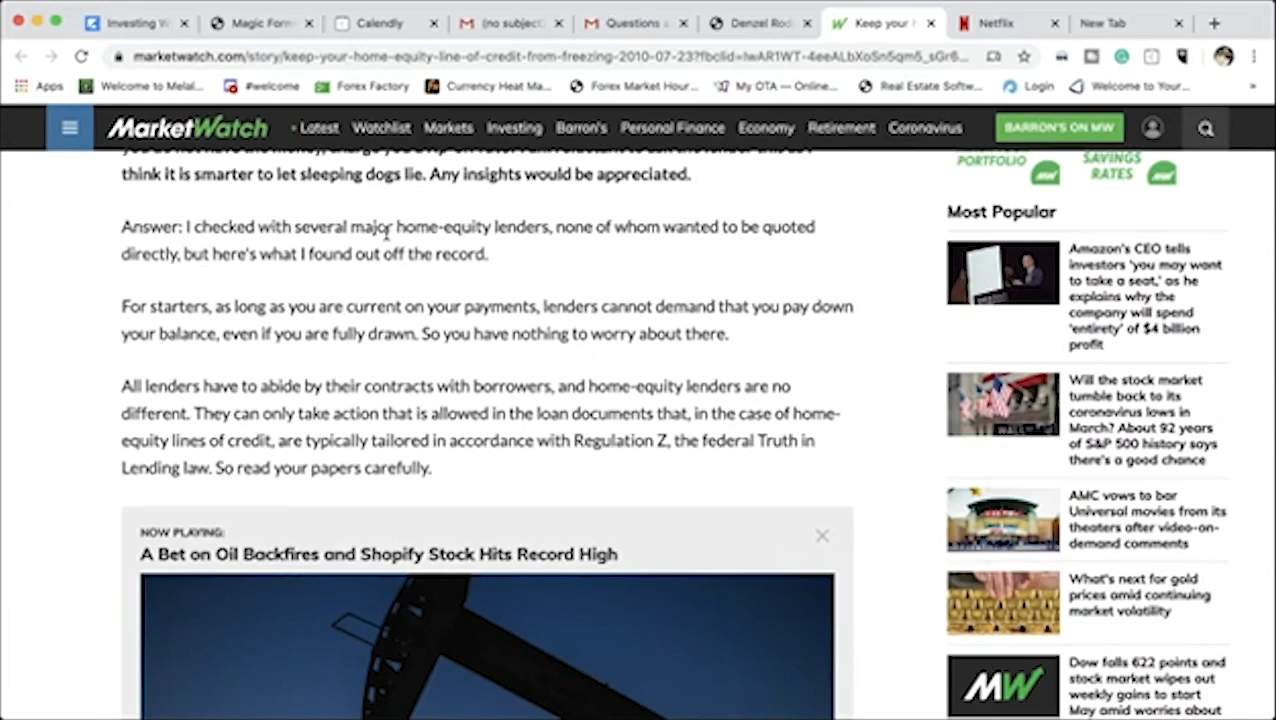 Investing W
Magic Form
Calendly
(no subject
Questions a
Denzel Rod
Keep your h
Netflix
New Tab
marketwatch.com/story/keep-your-home-equity-line-of-credit-from-freezing-2010-07-23?fbclid=IwAR1WT-4eeALbXoSn5qm5_sGr6...
Apps
Welcome to Melal...
#welcome
Forex Factory
Currency Heat Ma...
Forex Market Hour...
My OTA — Online...
Real Estate Softw...
Login
Welcome to Your...
»
MarketWatch
Latest
Watchlist
Markets
Investing
Barron's
Personal Finance
Economy
Retirement
Coronavirus
BARRON'S ON MW
think it is smarter to let sleeping dogs lie. Any insights would be appreciated.
Answer: I checked with several major home-equity lenders, none of whom wanted to be quoted
directly, but here's what I found out off the record.
For starters, as long as you are current on your payments, lenders cannot demand that you pay down
your balance, even if you are fully drawn. So you have nothing to worry about there.
All lenders have to abide by their contracts with borrowers, and home-equity lenders are no
different. They can only take action that is allowed in the loan documents that, in the case of home-
equity lines of credit, are typically tailored in accordance with Regulation Z, the federal Truth in
Lending law. So read your papers carefully.
NOW PLAYING:
A Bet on Oil Backfires and Shopify Stock Hits Record High
PORTFOLIO
MW
SAVINGS
RATES
MW
Most Popular
Amazon's CEO tells
investors 'you may want
to take a seat,' as he
explains why the
company will spend
'entirety' of $4 billion
profit
Will the stock market
tumble back to its
coronavirus lows in
March? About 92 years
of S&P 500 history says
there's a good chance
WALL
AMC vows to bar
Universal movies from its
theaters after video-on-
demand comments
What's next for gold
prices amid continuing
market volatility
MW
Dow falls 622 points and
stock market wipes out
weekly gains to start
May amid worries about